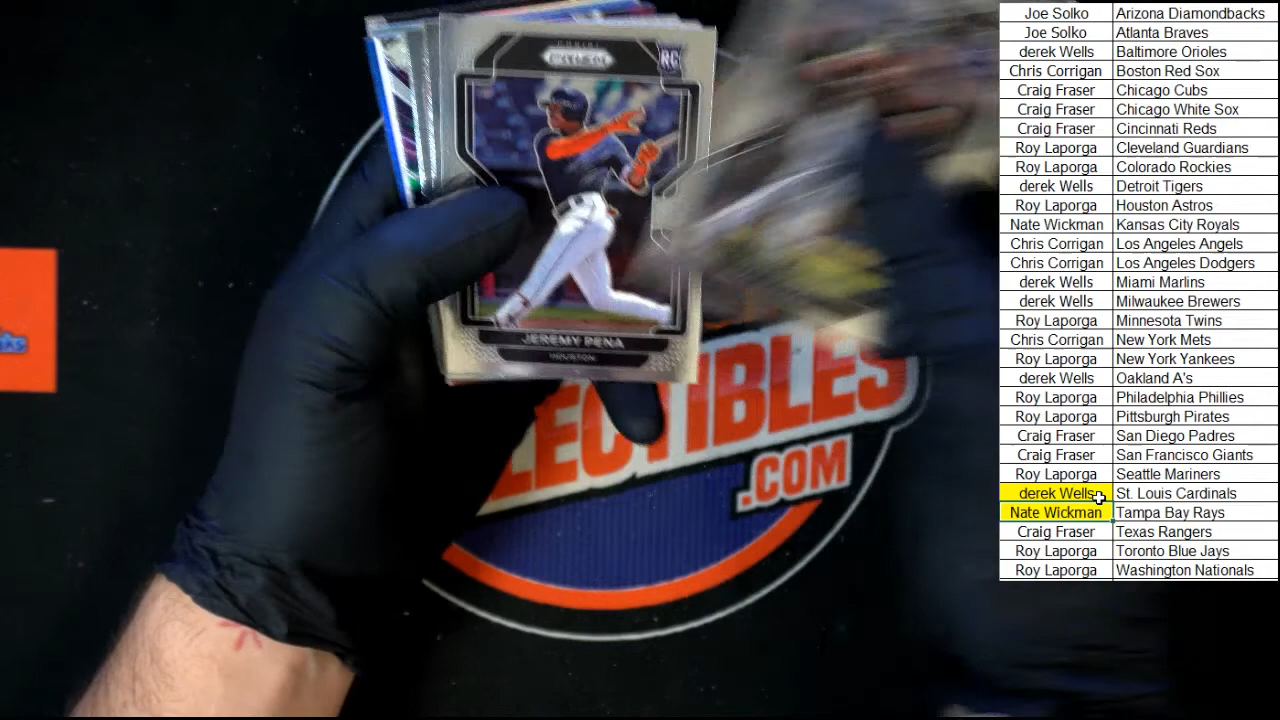 PANINI
PRIZM
RC
JEREMY PENA
HOUSTON
LECTIBLES
.COM
Joe Solko Arizona Diamondbacks
Joe Solko Atlanta Braves
derek Wells Baltimore Orioles
Chris Corrigan Boston Red Sox
Craig Fraser Chicago Cubs
Craig Fraser Chicago White Sox
Craig Fraser Cincinnati Reds
Roy Laporga Cleveland Guardians
Roy Laporga Colorado Rockies
derek Wells Detroit Tigers
Roy Laporga Houston Astros
Nate Wickman Kansas City Royals
Chris Corrigan Los Angeles Angels
Chris Corrigan Los Angeles Dodgers
derek Wells Miami Marlins
derek Wells Milwaukee Brewers
Roy Laporga Minnesota Twins
Chris Corrigan New York Mets
Roy Laporga New York Yankees
derek Wells Oakland A's
Roy Laporga Philadelphia Phillies
Roy Laporga Pittsburgh Pirates
Craig Fraser San Diego Padres
Craig Fraser San Francisco Giants
Roy Laporga Seattle Mariners
derek Wells St. Louis Cardinals
Nate Wickman Tampa Bay Rays
Craig Fraser Texas Rangers
Roy Laporga Toronto Blue Jays
Roy Laporga Washington Nationals